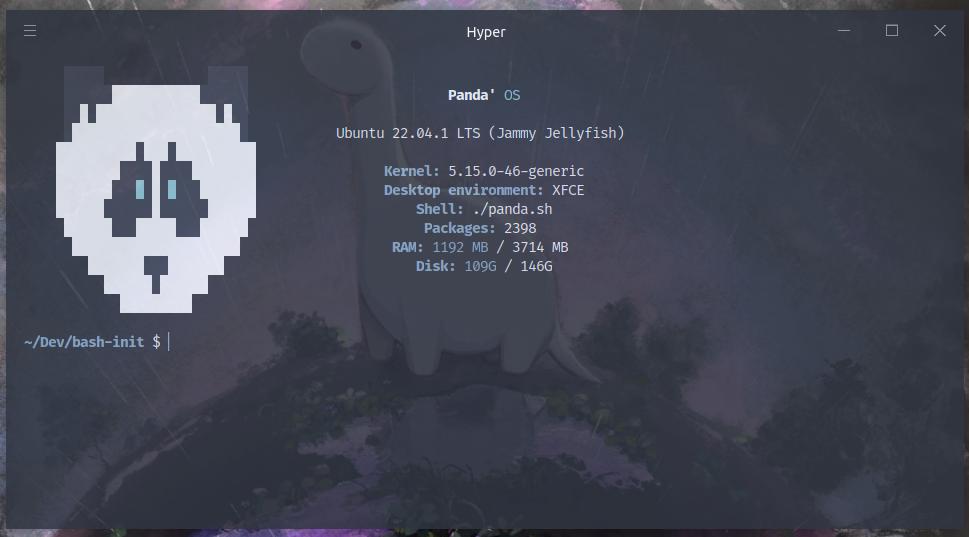 Hyper
Panda' OS
Ubuntu 22.04.1 LTS (Jammy Jellyfish)
Kernel: 5.15.0-46-generic
Desktop environment: XFCE
Shell: ./panda.sh
Packages: 2398
RAM: 1192 MB / 3714 MB
Disk: 109G / 146G
~/Dev/bash-init $